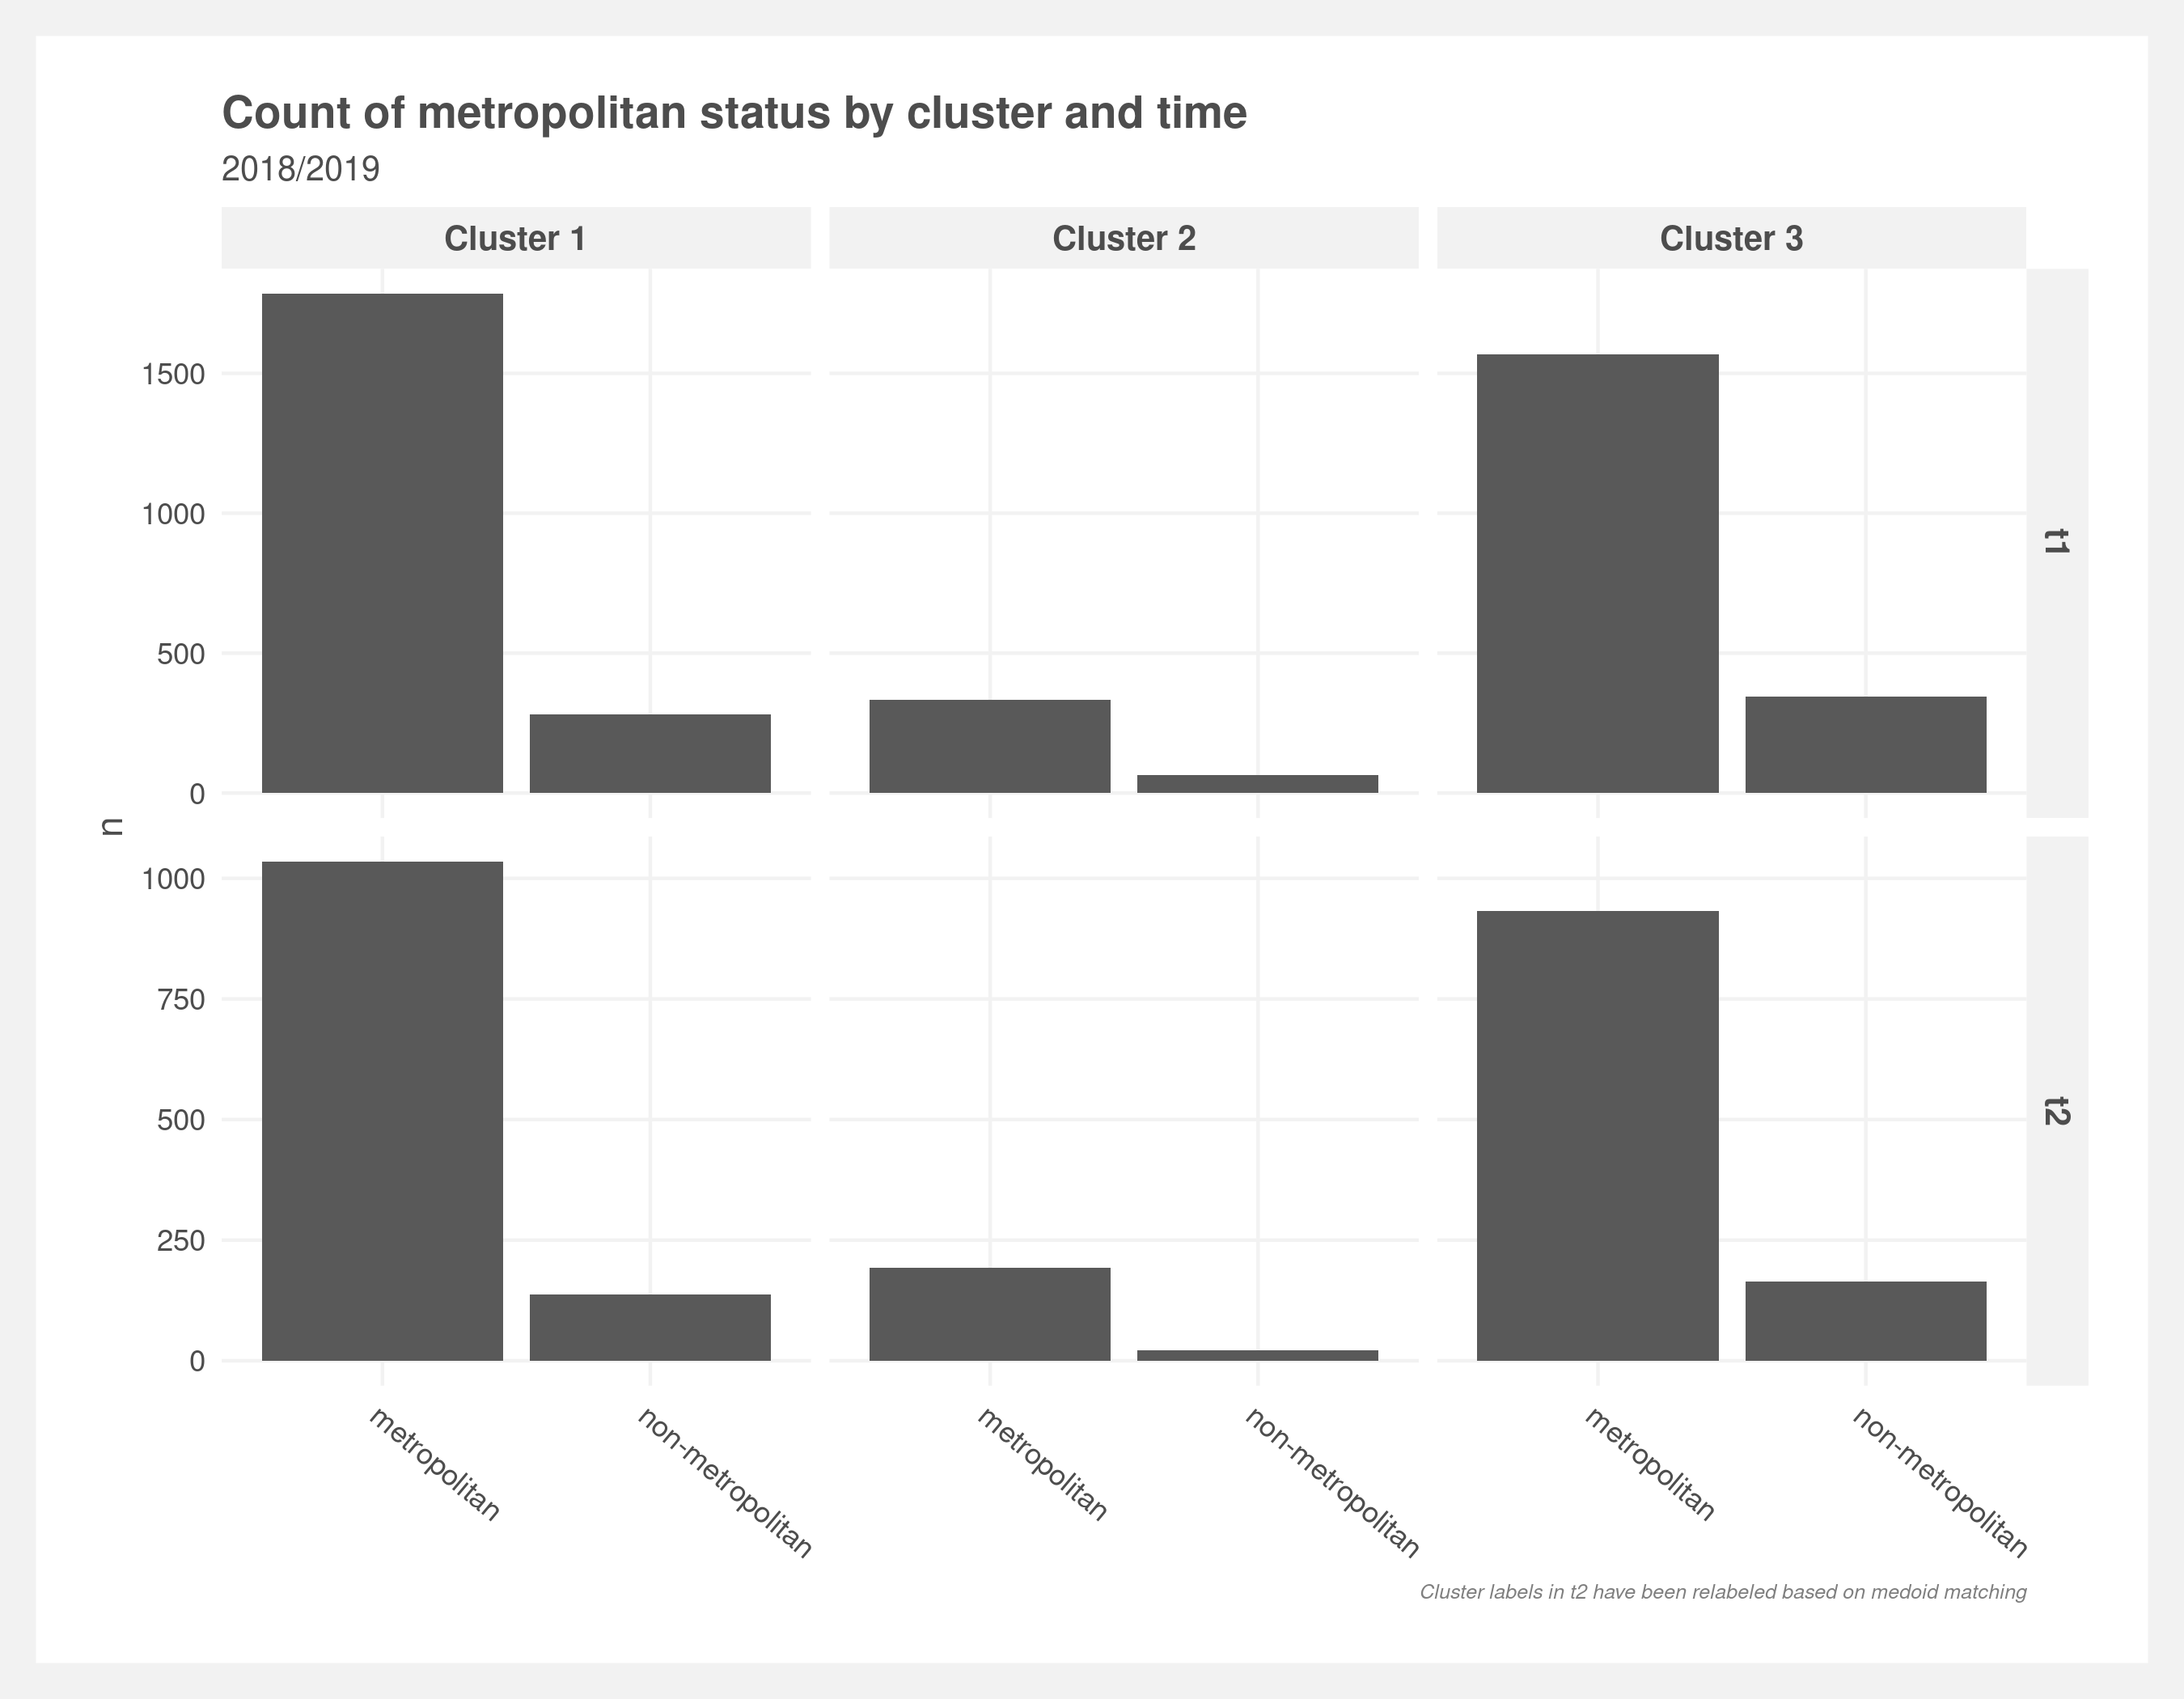 Count of metropolitan status by cluster and time
2018/2019
Cluster 1
Cluster 2
Cluster 3
1500
1000
500
0
t1
n
1000
750
500
250
0
t2
metropolitan
non-metropolitan
metropolitan
non-metropolitan
metropolitan
non-metropolitan
Cluster labels in t2 have been relabeled based on medoid matching